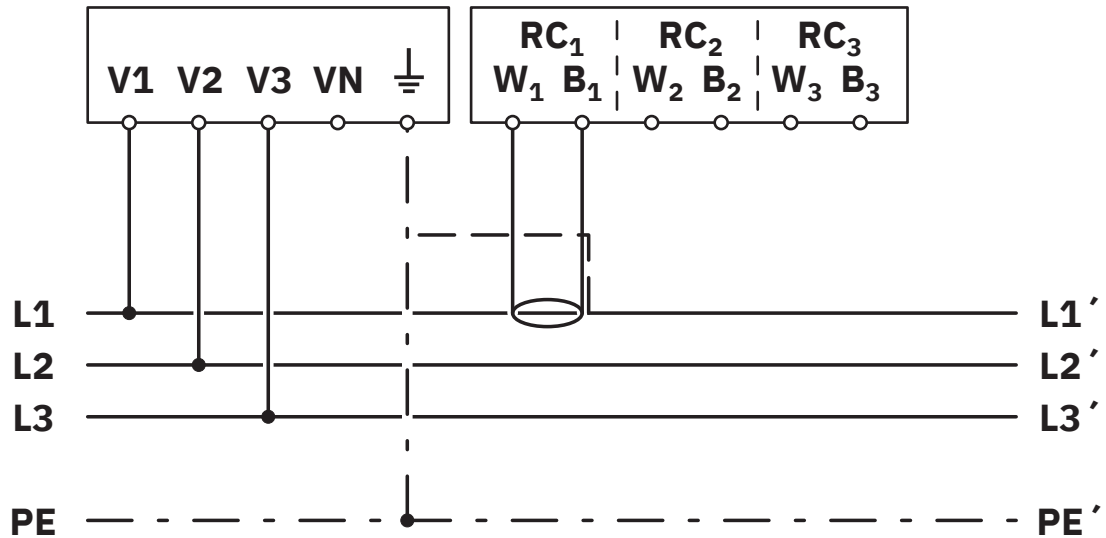 RC₁ RC₂ RC₃
V1 V2 V3 VN W₁ B₁ W₂ B₂ W₃ B₃
L1 L1´
L2 L2´
L3 L3´
PE PE´